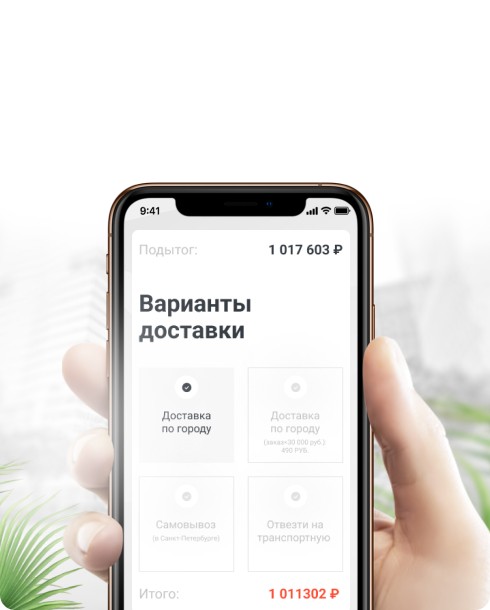 9:41
Подытог: 1 017 603 ₽
Варианты
доставки
Доставка
по городу
Доставка
по городу
(заказ<30 000 руб.).
490 РУБ.
Самовывоз
(в Санкт-Петербурге)
Отвезти на
транспортную
Итого: 1 011302 ₽